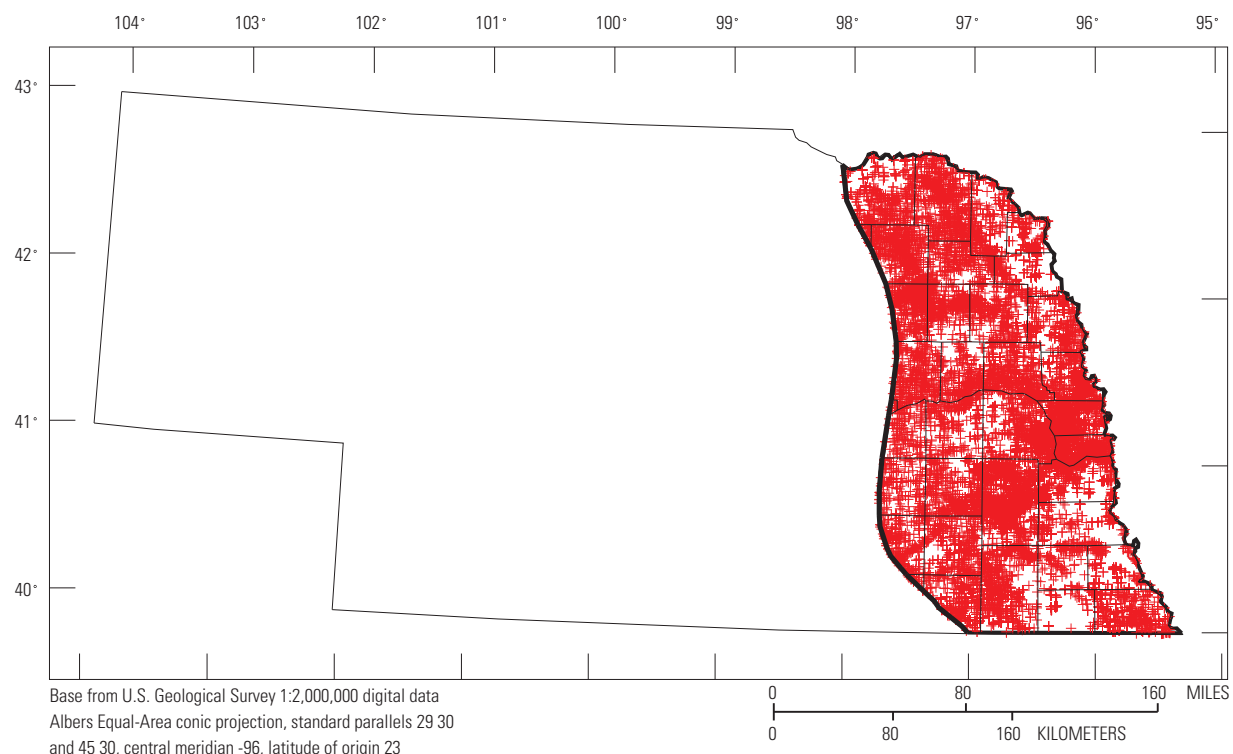 104° 103° 102° 101° 100° 99° 98° 97° 96° 95°
43°
42°
41°
40°
Base from U.S. Geological Survey 1:2,000,000 digital data
Albers Equal-Area conic projection, standard parallels 29 30
and 45 30, central meridian -96, latitude of origin 23
0 80 160 MILES
0 80 160 KILOMETERS